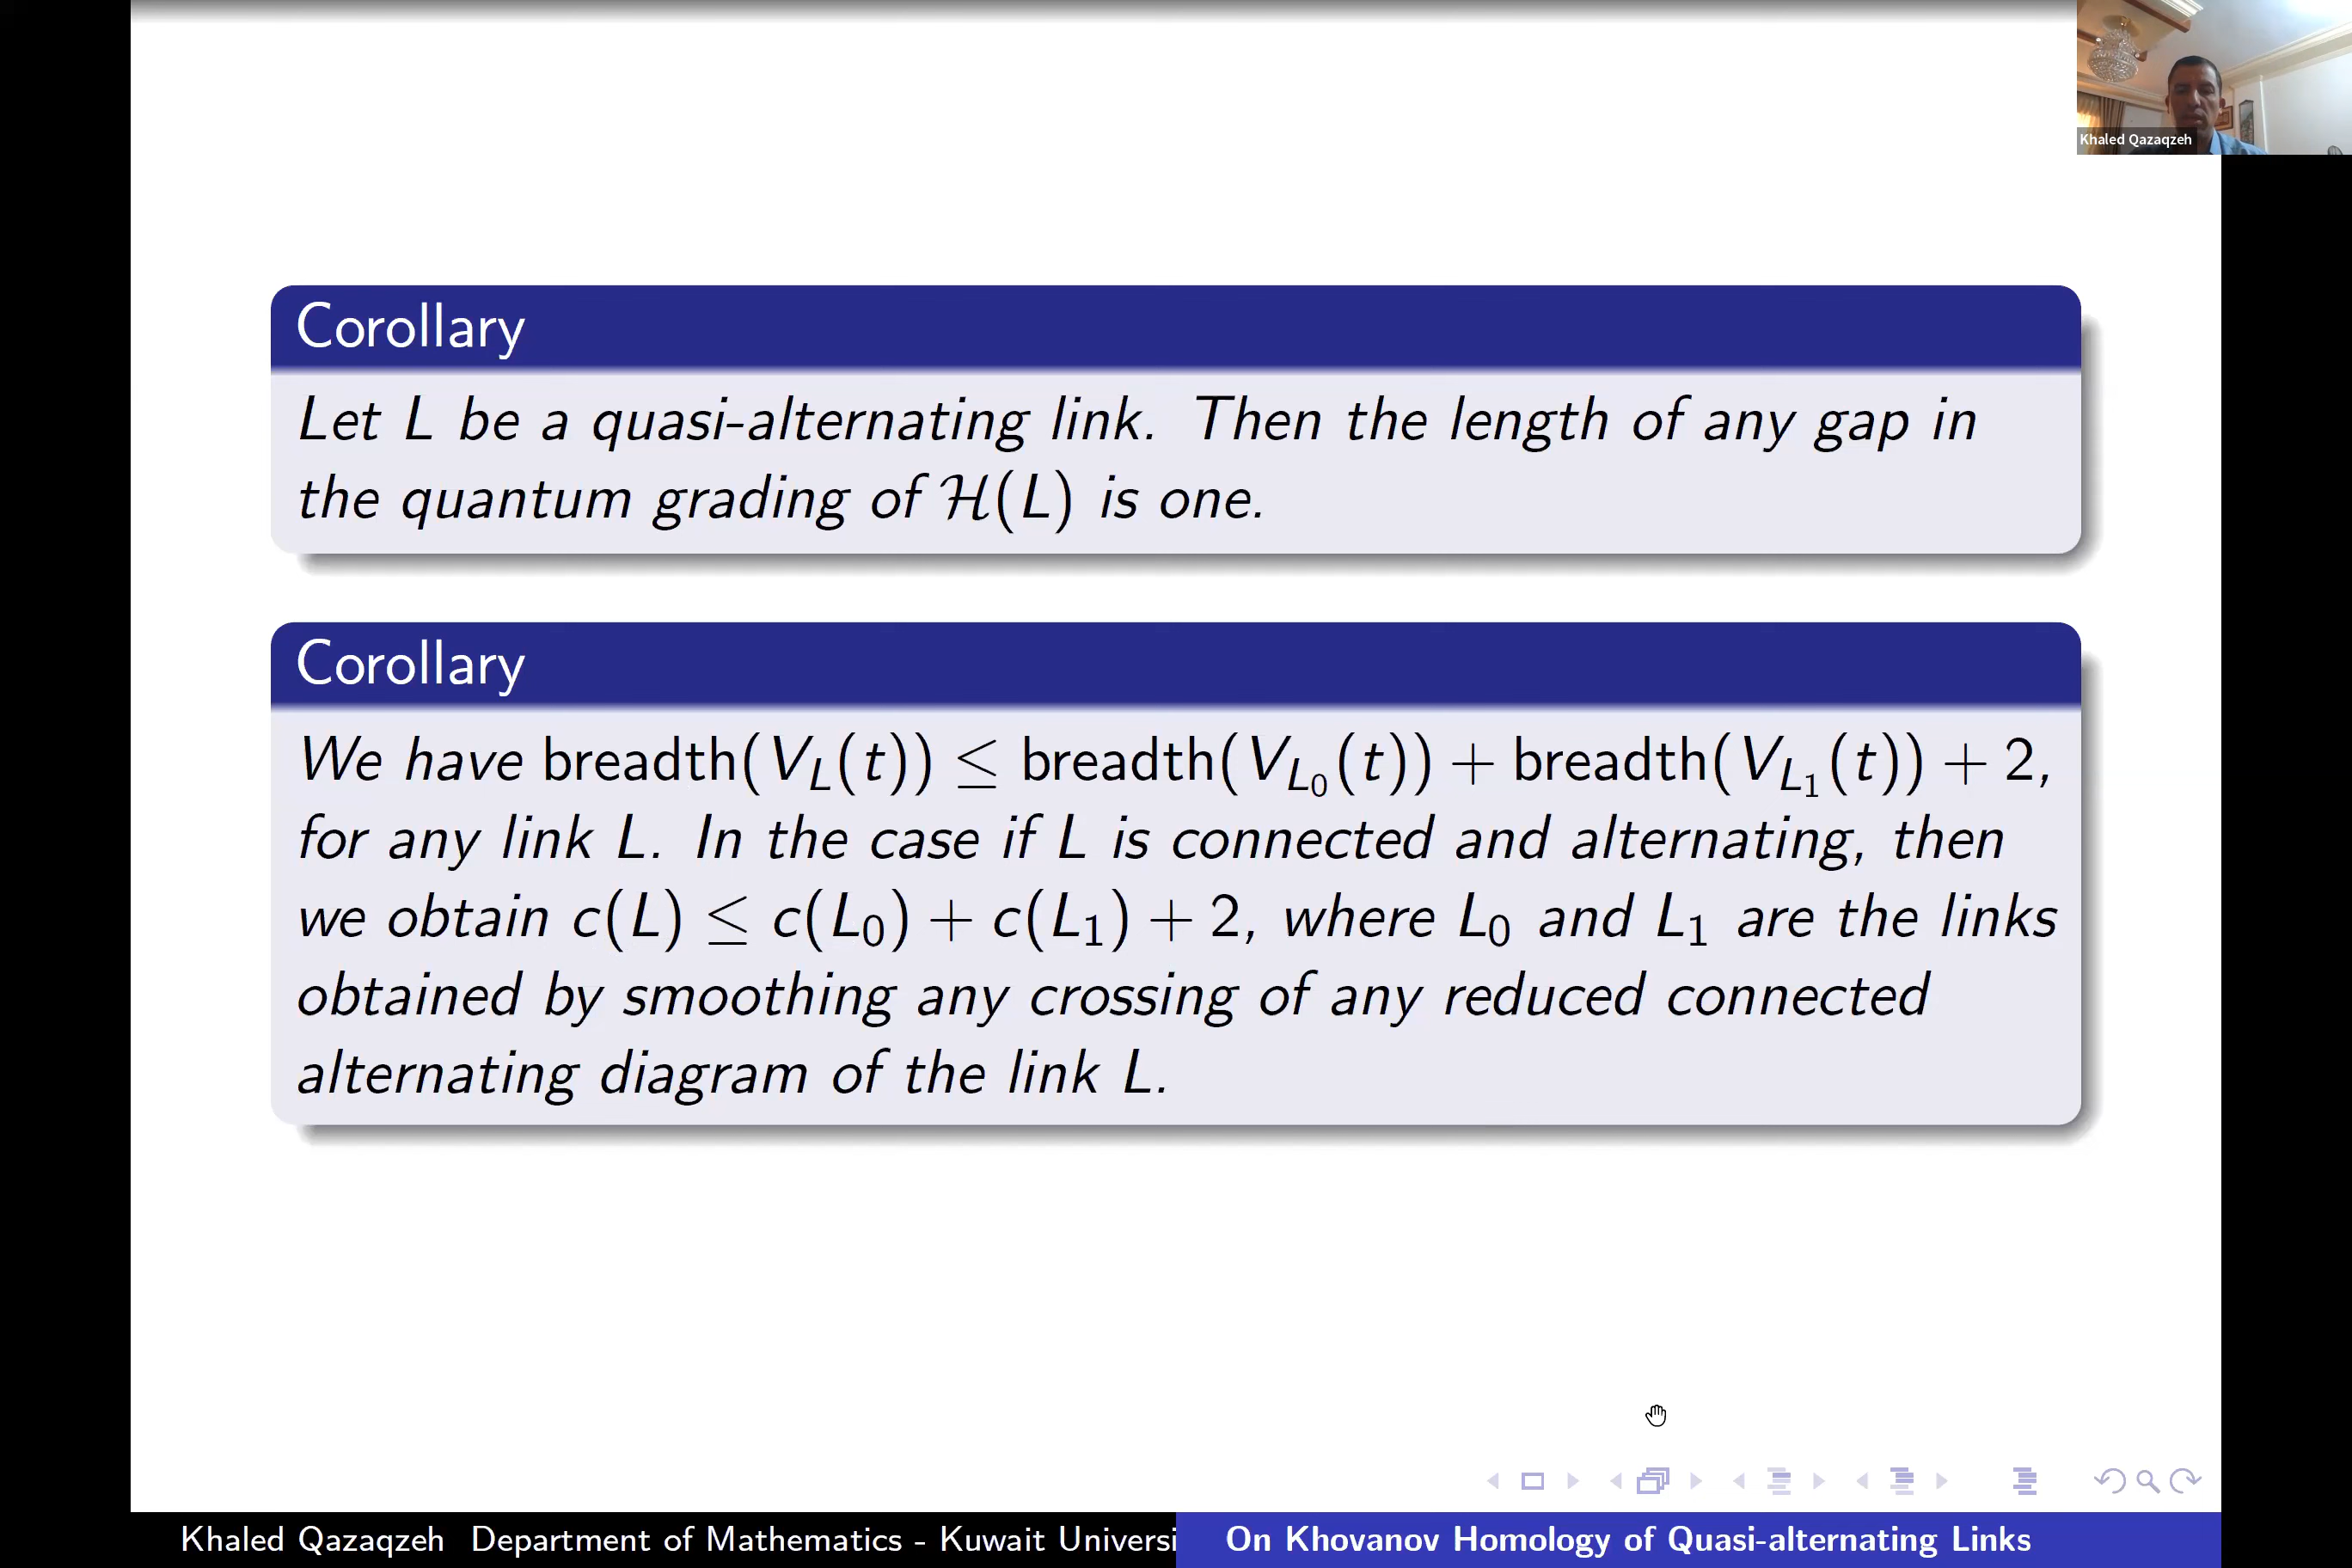 Khaled Qazaqzeh
Corollary
Let L be a quasi-alternating link. Then the length of any gap in
the quantum grading of ℋ(L) is one.
Corollary
We have breadth(V_L(t)) ≤ breadth(V_{L_0}(t)) + breadth(V_{L_1}(t)) + 2,
for any link L. In the case if L is connected and alternating, then
we obtain c(L) ≤ c(L_0) + c(L_1) + 2, where L_0 and L_1 are the links
obtained by smoothing any crossing of any reduced connected
alternating diagram of the link L.
Khaled Qazaqzeh Department of Mathematics - Kuwait Universi
On Khovanov Homology of Quasi-alternating Links